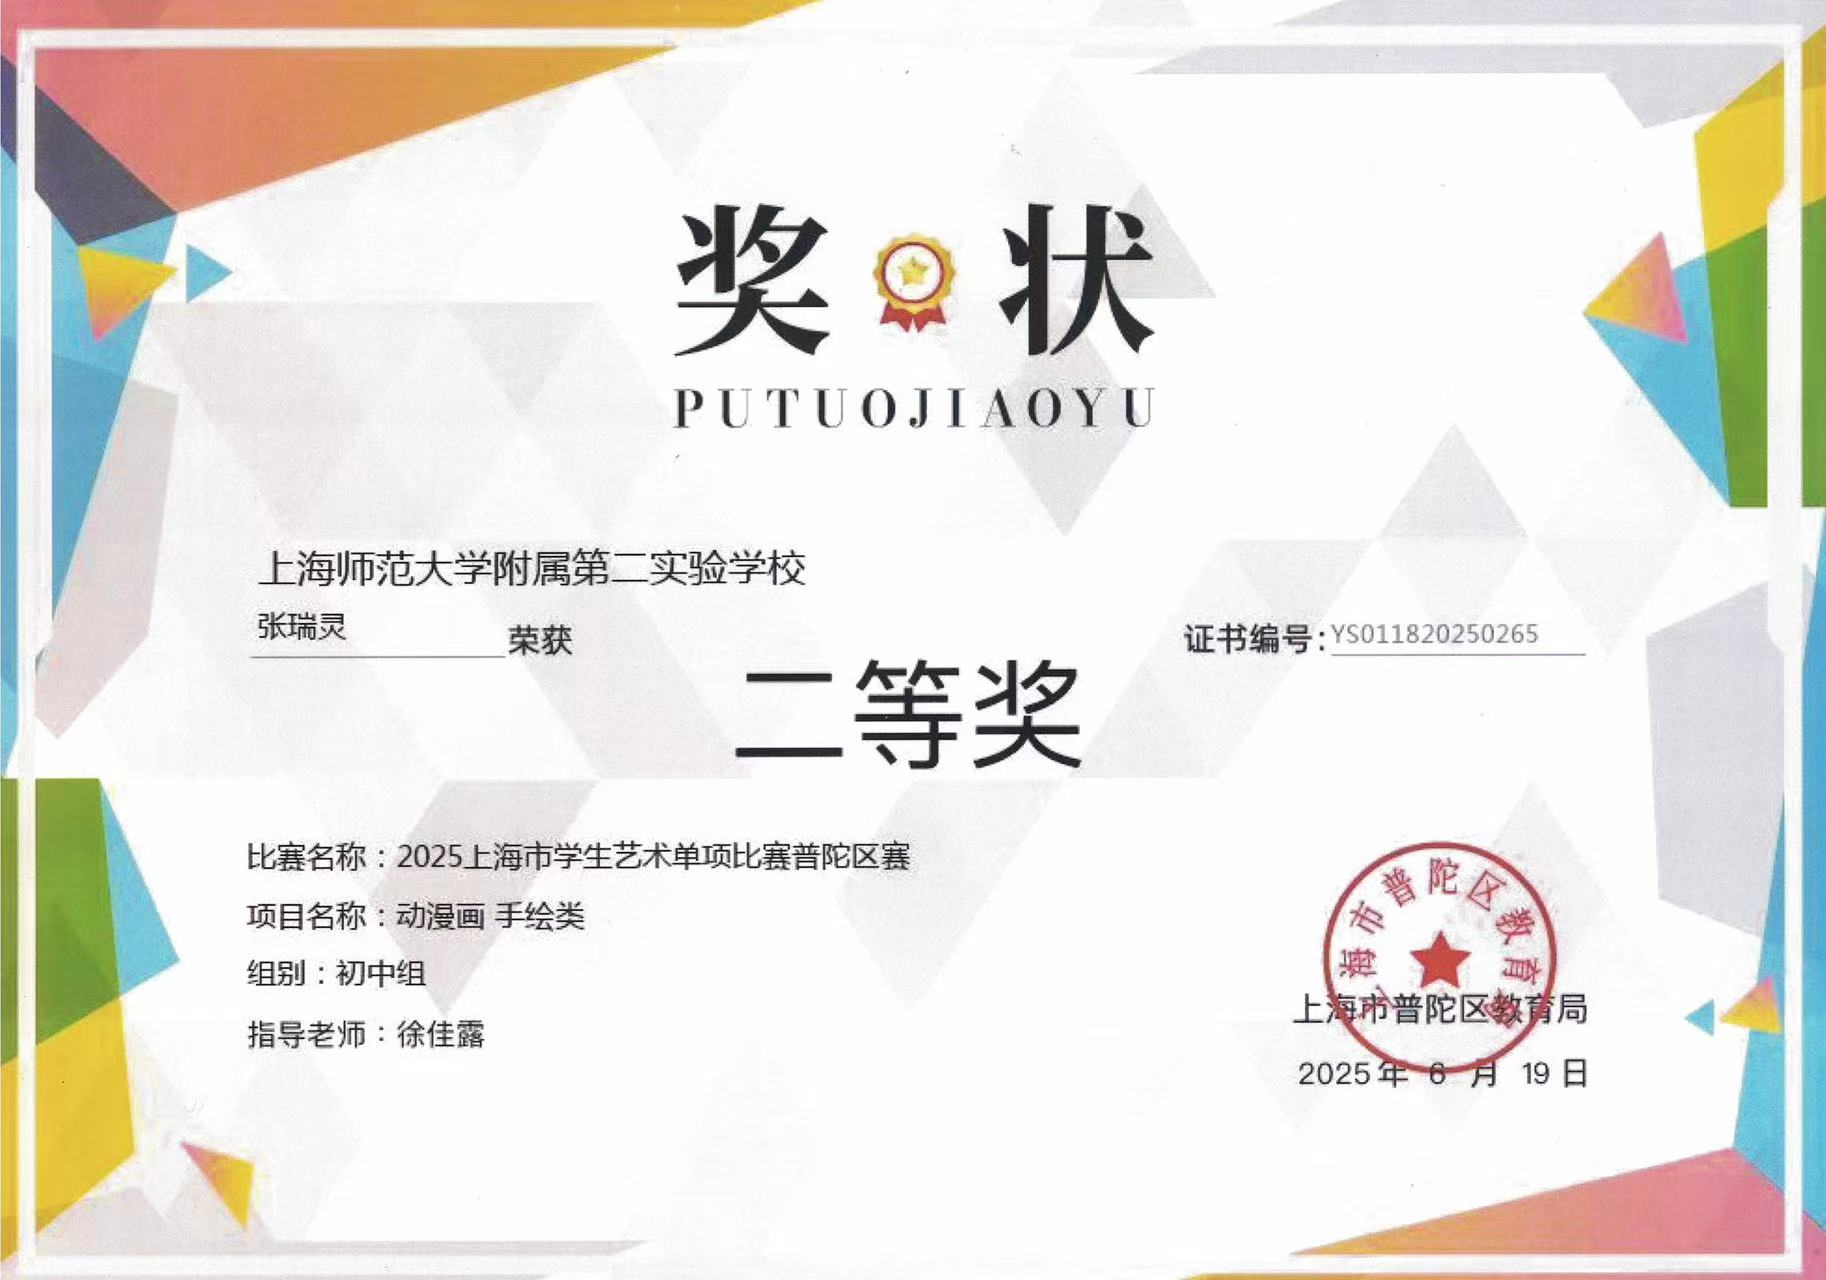 奖状
PUTUOJIAOYU
上海师范大学附属第二实验学校
张瑞灵 荣获
证书编号:YS011820250265
二等奖
比赛名称：2025上海市学生艺术单项比赛普陀区赛
项目名称：动漫画 手绘类
组别：初中组
指导老师：徐佳露
上海市普陀区教育局
上海市普陀区教育局
2025年 6 月 19 日